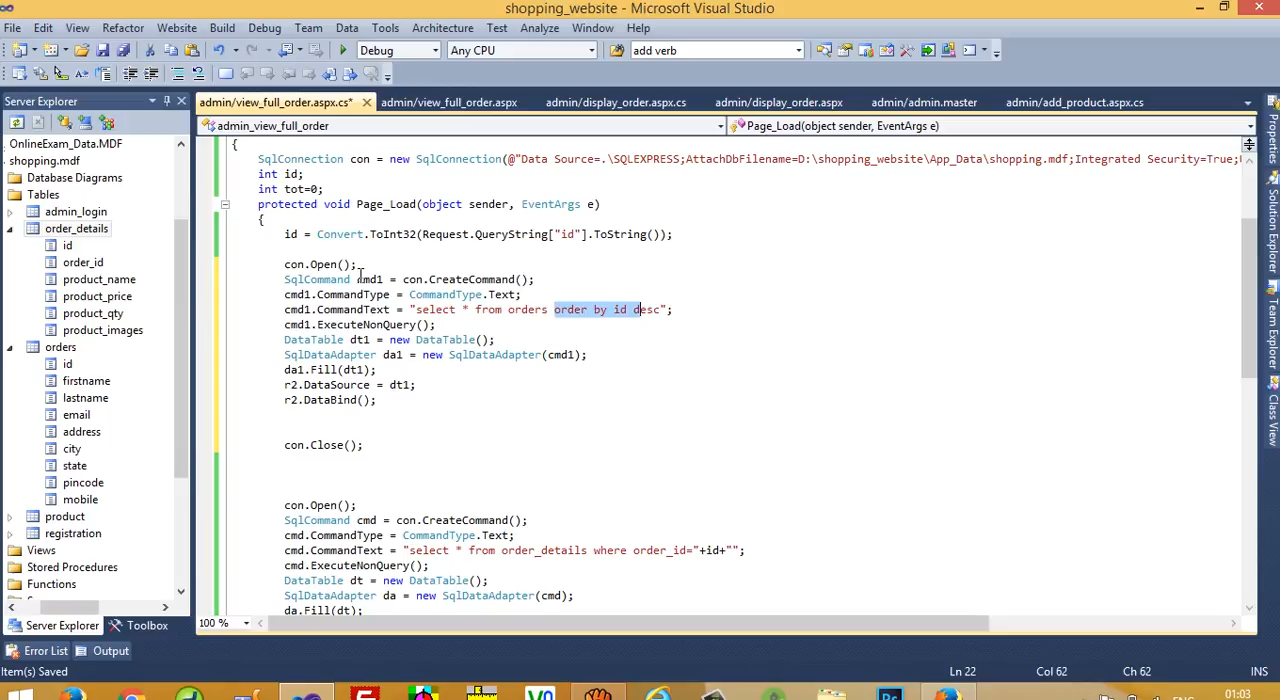 shopping_website - Microsoft Visual Studio
File Edit View Refactor Website Build Debug Team Data Tools Architecture Test Analyze Window Help
Debug Any CPU add verb
Server Explorer
admin/view_full_order.aspx.cs* admin/view_full_order.aspx admin/display_order.aspx.cs admin/display_order.aspx admin/admin.master admin/add_product.aspx.cs
admin_view_full_order Page_Load(object sender, EventArgs e)
OnlineExam_Data.MDF
shopping.mdf
Database Diagrams
Tables
admin_login
order_details
id
order_id
product_name
product_price
product_qty
product_images
orders
id
firstname
lastname
email
address
city
state
pincode
mobile
product
registration
Views
Stored Procedures
Functions
Server Explorer Toolbox
{
SqlConnection con = new SqlConnection(@"Data Source=.\SQLEXPRESS;AttachDbFilename=D:\shopping_website\App_Data\shopping.mdf;Integrated Security=True;
int id;
int tot=0;
protected void Page_Load(object sender, EventArgs e)
{
id = Convert.ToInt32(Request.QueryString["id"].ToString());
con.Open();
SqlCommand cmd1 = con.CreateCommand();
cmd1.CommandType = CommandType.Text;
cmd1.CommandText = "select * from orders order by id desc";
cmd1.ExecuteNonQuery();
DataTable dt1 = new DataTable();
SqlDataAdapter da1 = new SqlDataAdapter(cmd1);
da1.Fill(dt1);
r2.DataSource = dt1;
r2.DataBind();
con.Close();
con.Open();
SqlCommand cmd = con.CreateCommand();
cmd.CommandType = CommandType.Text;
cmd.CommandText = "select * from order_details where order_id="+id+"";
cmd.ExecuteNonQuery();
DataTable dt = new DataTable();
SqlDataAdapter da = new SqlDataAdapter(cmd);
da.Fill(dt);
100 %
Properties
Solution Explorer
Team Explorer
Class View
Error List Output
Item(s) Saved Ln 22 Col 62 Ch 62 INS
01:03